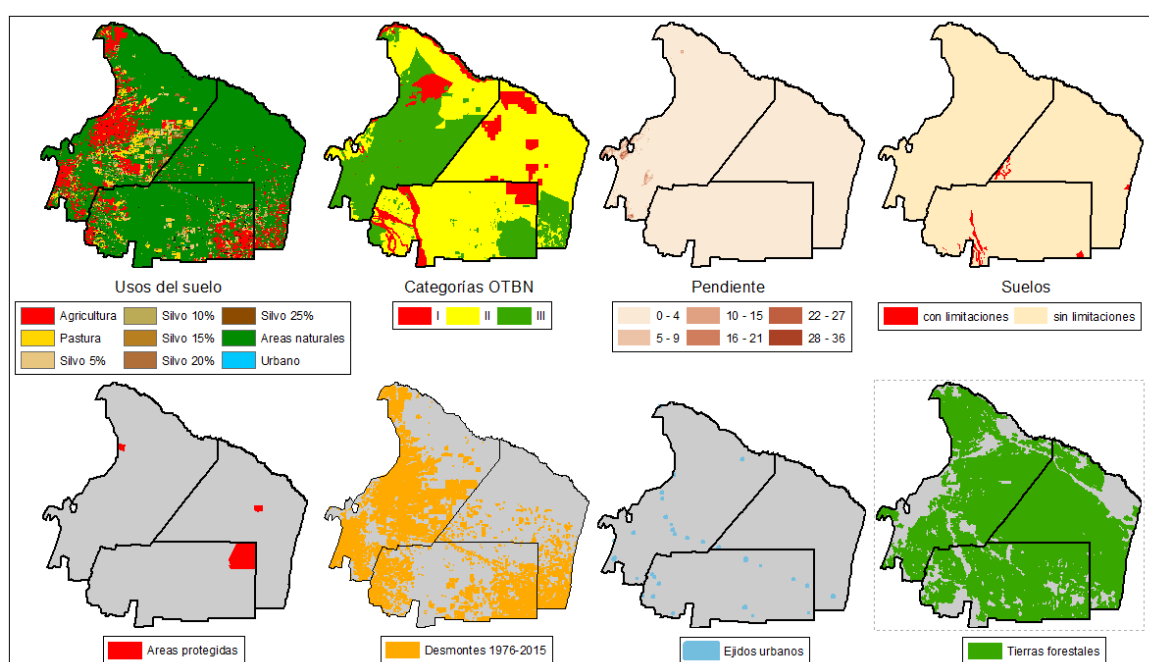 Usos del suelo
Categorías OTBN
Pendiente
Suelos
Agricultura
Silvo 10%
Silvo 25%
Pastura
Silvo 15%
Areas naturales
Silvo 5%
Silvo 20%
Urbano
I
II
III
0 - 4
10 - 15
22 - 27
5 - 9
16 - 21
28 - 36
con limitaciones
sin limitaciones
Areas protegidas
Desmontes 1976-2015
Ejidos urbanos
Tierras forestales